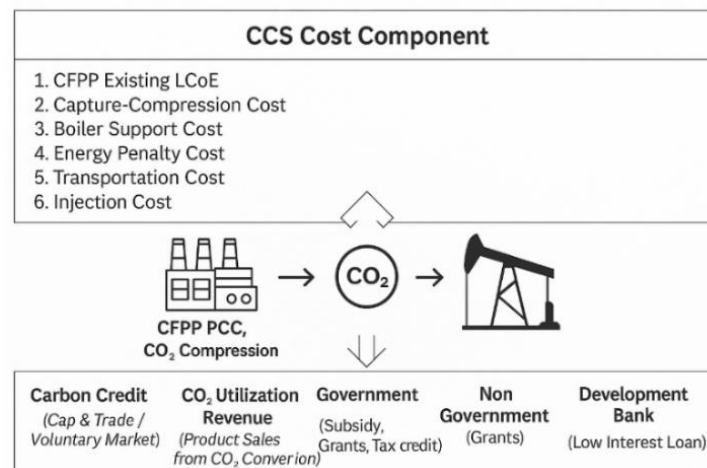 CCS Cost Component
1. CFPP Existing LCoE
2. Capture-Compression Cost
3. Boiler Support Cost
4. Energy Penalty Cost
5. Transportation Cost
6. Injection Cost
CO₂
CFPP PCC,
CO₂ Compression
Carbon Credit
(Cap & Trade /
Voluntary Market)
CO₂ Utilization
Revenue
(Product Sales
from CO₂ Converion)
Government
(Subsidy,
Grants, Tax credit)
Non
Government
(Grants)
Development
Bank
(Low Interest Loan)